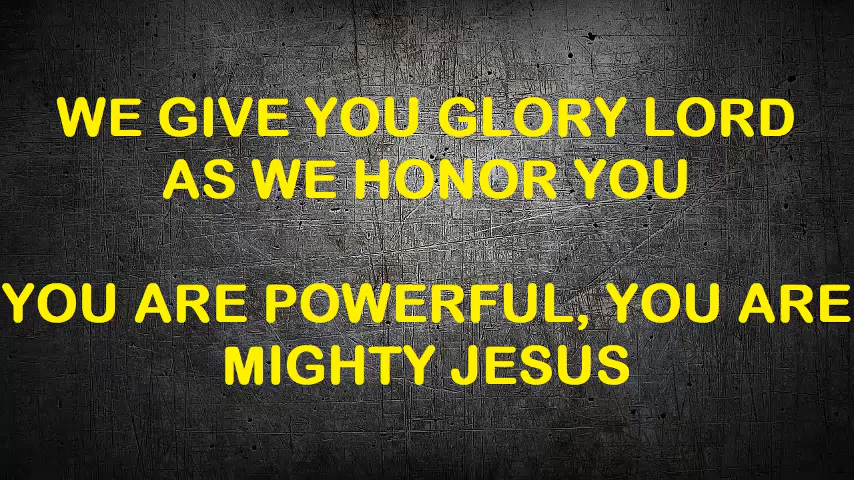 WE GIVE YOU GLORY LORD
AS WE HONOR YOU
YOU ARE POWERFUL, YOU ARE
MIGHTY JESUS